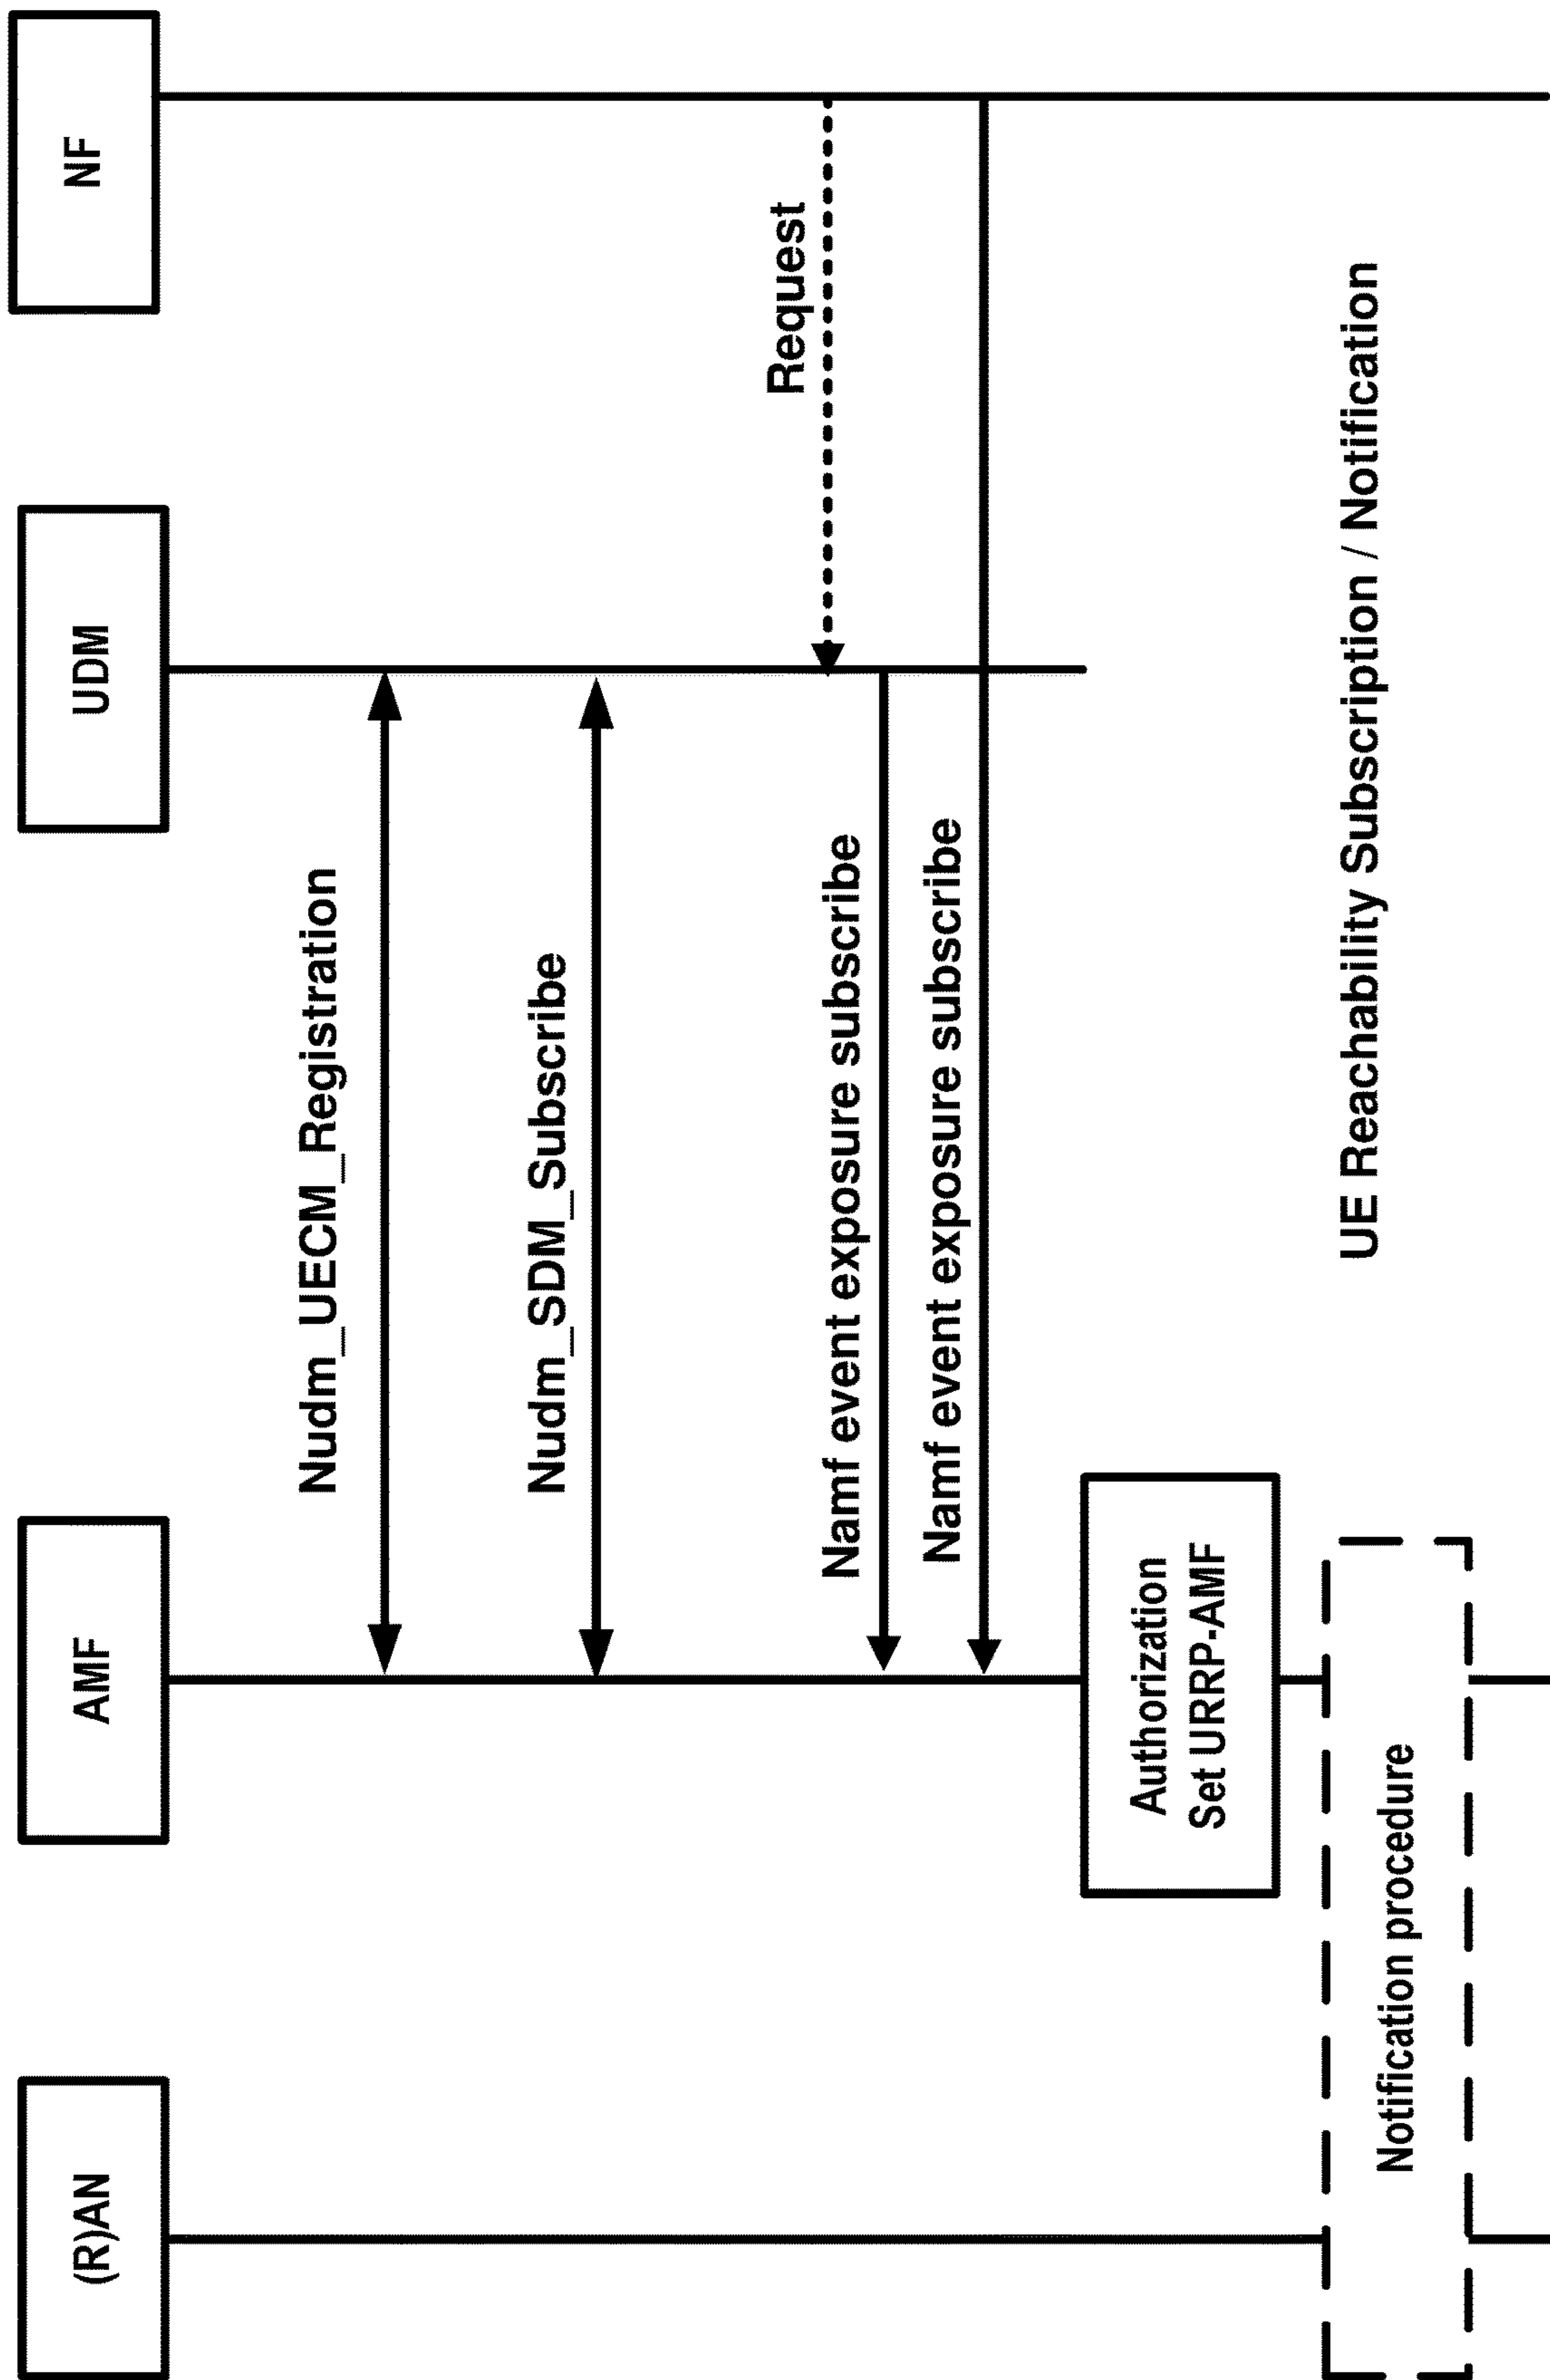 (R)AN
AMF
UDM
NF
Nudm_UECM_Registration
Nudm_SDM_Subscribe
Request
Namf event exposure subscribe
Namf event exposure subscribe
Authorization
Set URRP-AMF
UE Reachability Subscription / Notification
Notification procedure